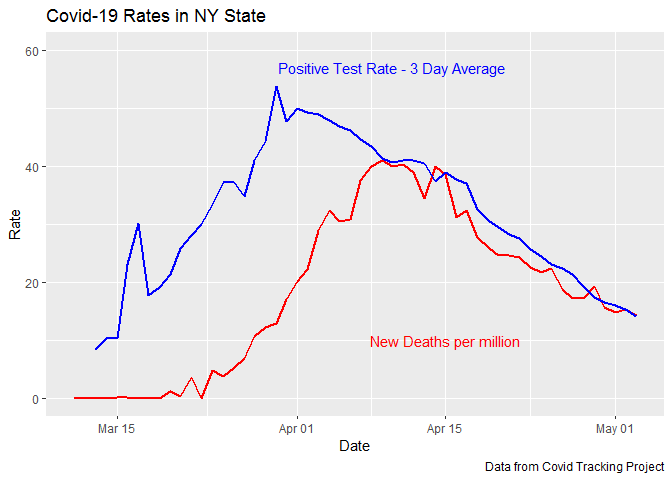 Covid-19 Rates in NY State
60
Positive Test Rate - 3 Day Average
40
Rate
20
New Deaths per million
0
Mar 15
Apr 01
Apr 15
May 01
Date
Data from Covid Tracking Project